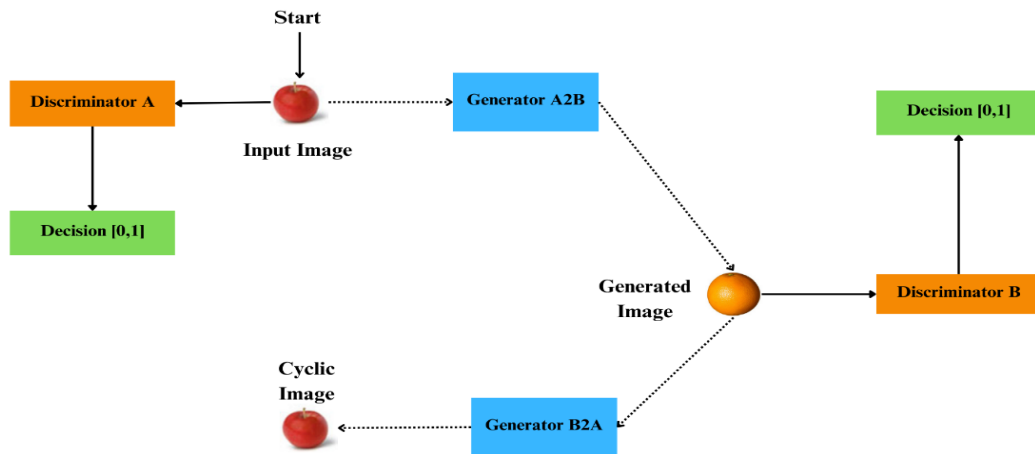 Start
Discriminator A
Generator A2B
Decision [0,1]
Input Image
Decision [0,1]
Generated
Image
Discriminator B
Cyclic
Image
Generator B2A